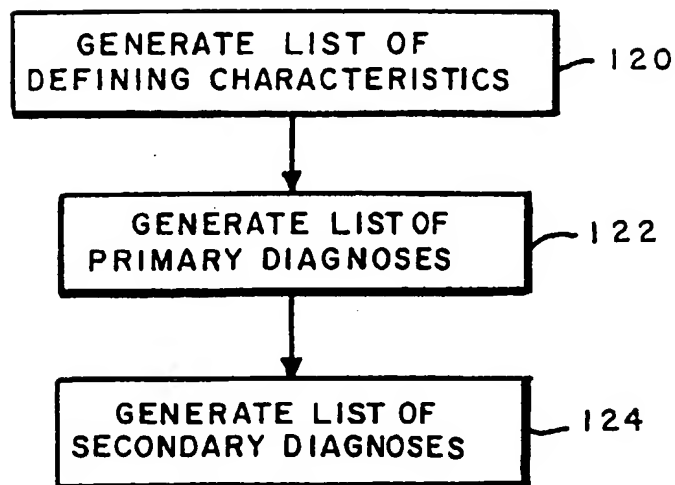 GENERATE LIST OF
DEFINING CHARACTERISTICS
120
GENERATE LIST OF
PRIMARY DIAGNOSES
122
GENERATE LIST OF
SECONDARY DIAGNOSES
124